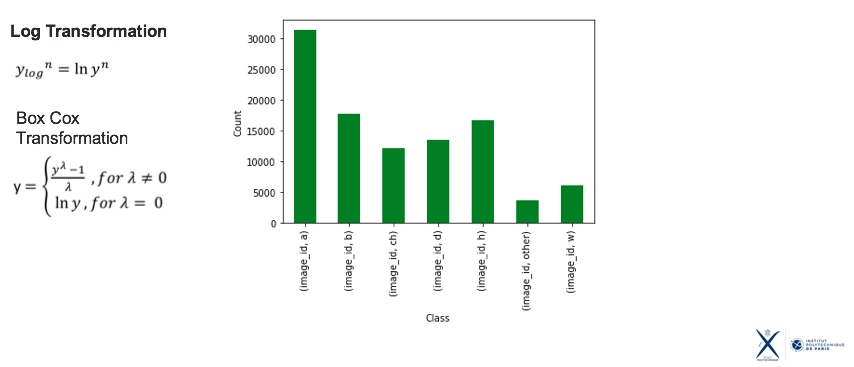 Log Transformation
y_log^n = ln y^n
Box Cox
Transformation
y = { (y^λ −1)/λ , for λ ≠ 0
ln y , for λ = 0
Count
30000
25000
20000
15000
10000
5000
0
(image_id, a)
(image_id, b)
(image_id, ch)
(image_id, d)
(image_id, h)
(image_id, other)
(image_id, w)
Class
INSTITUT
POLYTECHNIQUE
DE PARIS